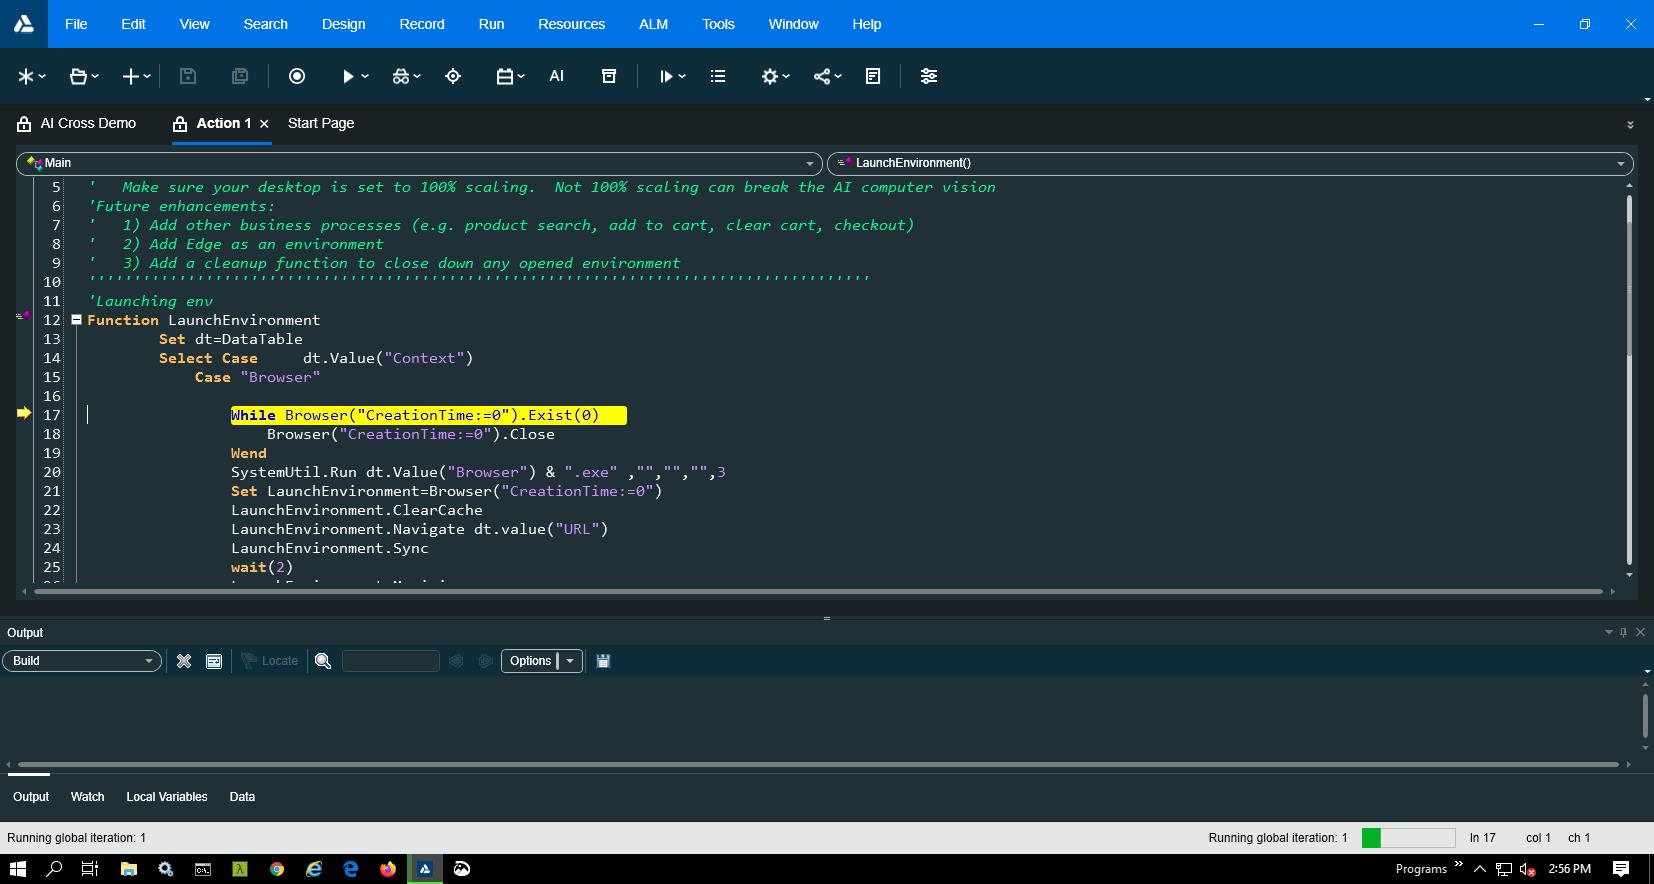 File Edit View Search Design Record Run Resources ALM Tools Window Help
AI
AI Cross Demo Action 1 × Start Page
Main LaunchEnvironment()
5 '   Make sure your desktop is set to 100% scaling.  Not 100% scaling can break the AI computer vision
6 'Future enhancements:
7 '   1) Add other business processes (e.g. product search, add to cart, clear cart, checkout)
8 '   2) Add Edge as an environment
9 '   3) Add a cleanup function to close down any opened environment
10 '''''''''''''''''''''''''''''''''''''''''''''''''''''''''''''''''''''''''''''''''''''''
11 'Launching env
12 Function LaunchEnvironment
13 Set dt=DataTable
14 Select Case     dt.Value("Context")
15 Case "Browser"
16
17 While Browser("CreationTime:=0").Exist(0)
18 Browser("CreationTime:=0").Close
19 Wend
20 SystemUtil.Run dt.Value("Browser") & ".exe" ,"","","",3
21 Set LaunchEnvironment=Browser("CreationTime:=0")
22 LaunchEnvironment.ClearCache
23 LaunchEnvironment.Navigate dt.value("URL")
24 LaunchEnvironment.Sync
25 wait(2)
Output
Build Locate Options
Output Watch Local Variables Data
Running global iteration: 1 Running global iteration: 1 ln 17 col 1 ch 1
Programs » 2:56 PM